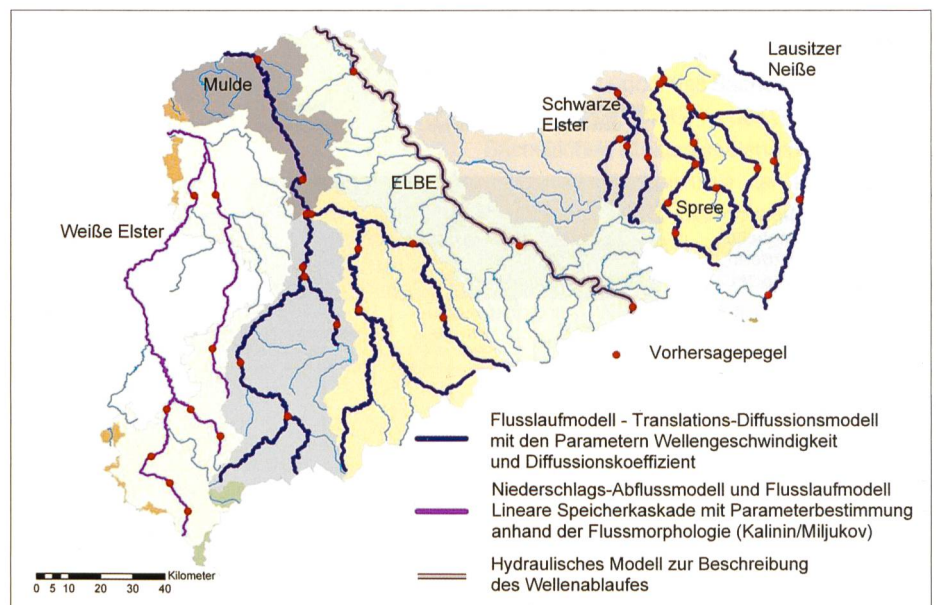 Mulde
Lausitzer
Neiße
Schwarze
Elster
ELBE
Spree
Weiße Elster
Vorhersagepegel
Flusslaufmodell - Translations-Diffusionsmodell
mit den Parametern Wellengeschwindigkeit
und Diffussionskoeffizient
Niederschlags-Abflussmodell und Flusslaufmodell
Lineare Speicherkaskade mit Parameterbestimmung
anhand der Flussmorphologie (Kalinin/Miljukov)
Hydraulisches Modell zur Beschreibung
des Wellenablaufes
Kilometer
0 5 10 20 30 40